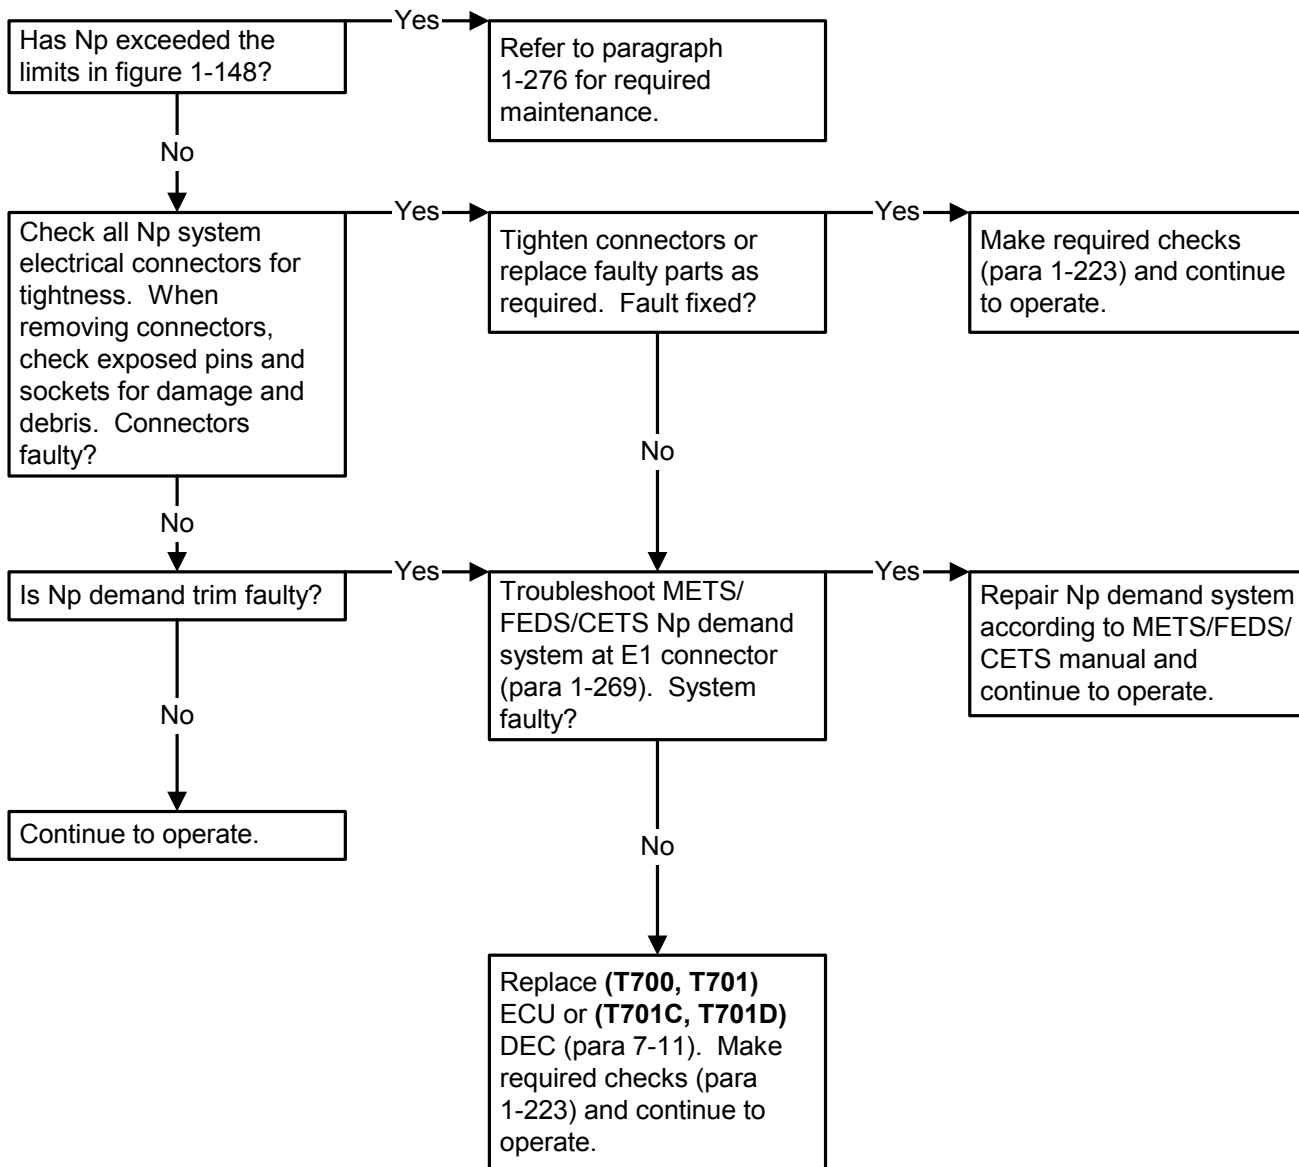 Has Np exceeded the
limits in figure 1-148?
Yes
Refer to paragraph
1-276 for required
maintenance.
No
Check all Np system
electrical connectors for
tightness.  When
removing connectors,
check exposed pins and
sockets for damage and
debris.  Connectors
faulty?
Yes
Tighten connectors or
replace faulty parts as
required.  Fault fixed?
Yes
Make required checks
(para 1-223) and continue
to operate.
No
No
Is Np demand trim faulty?
Yes
Troubleshoot METS/
FEDS/CETS Np demand
system at E1 connector
(para 1-269).  System
faulty?
Yes
Repair Np demand system
according to METS/FEDS/
CETS manual and
continue to operate.
No
Continue to operate.
No
Replace (T700, T701)
ECU or (T701C, T701D)
DEC (para 7-11).  Make
required checks (para
1-223) and continue to
operate.